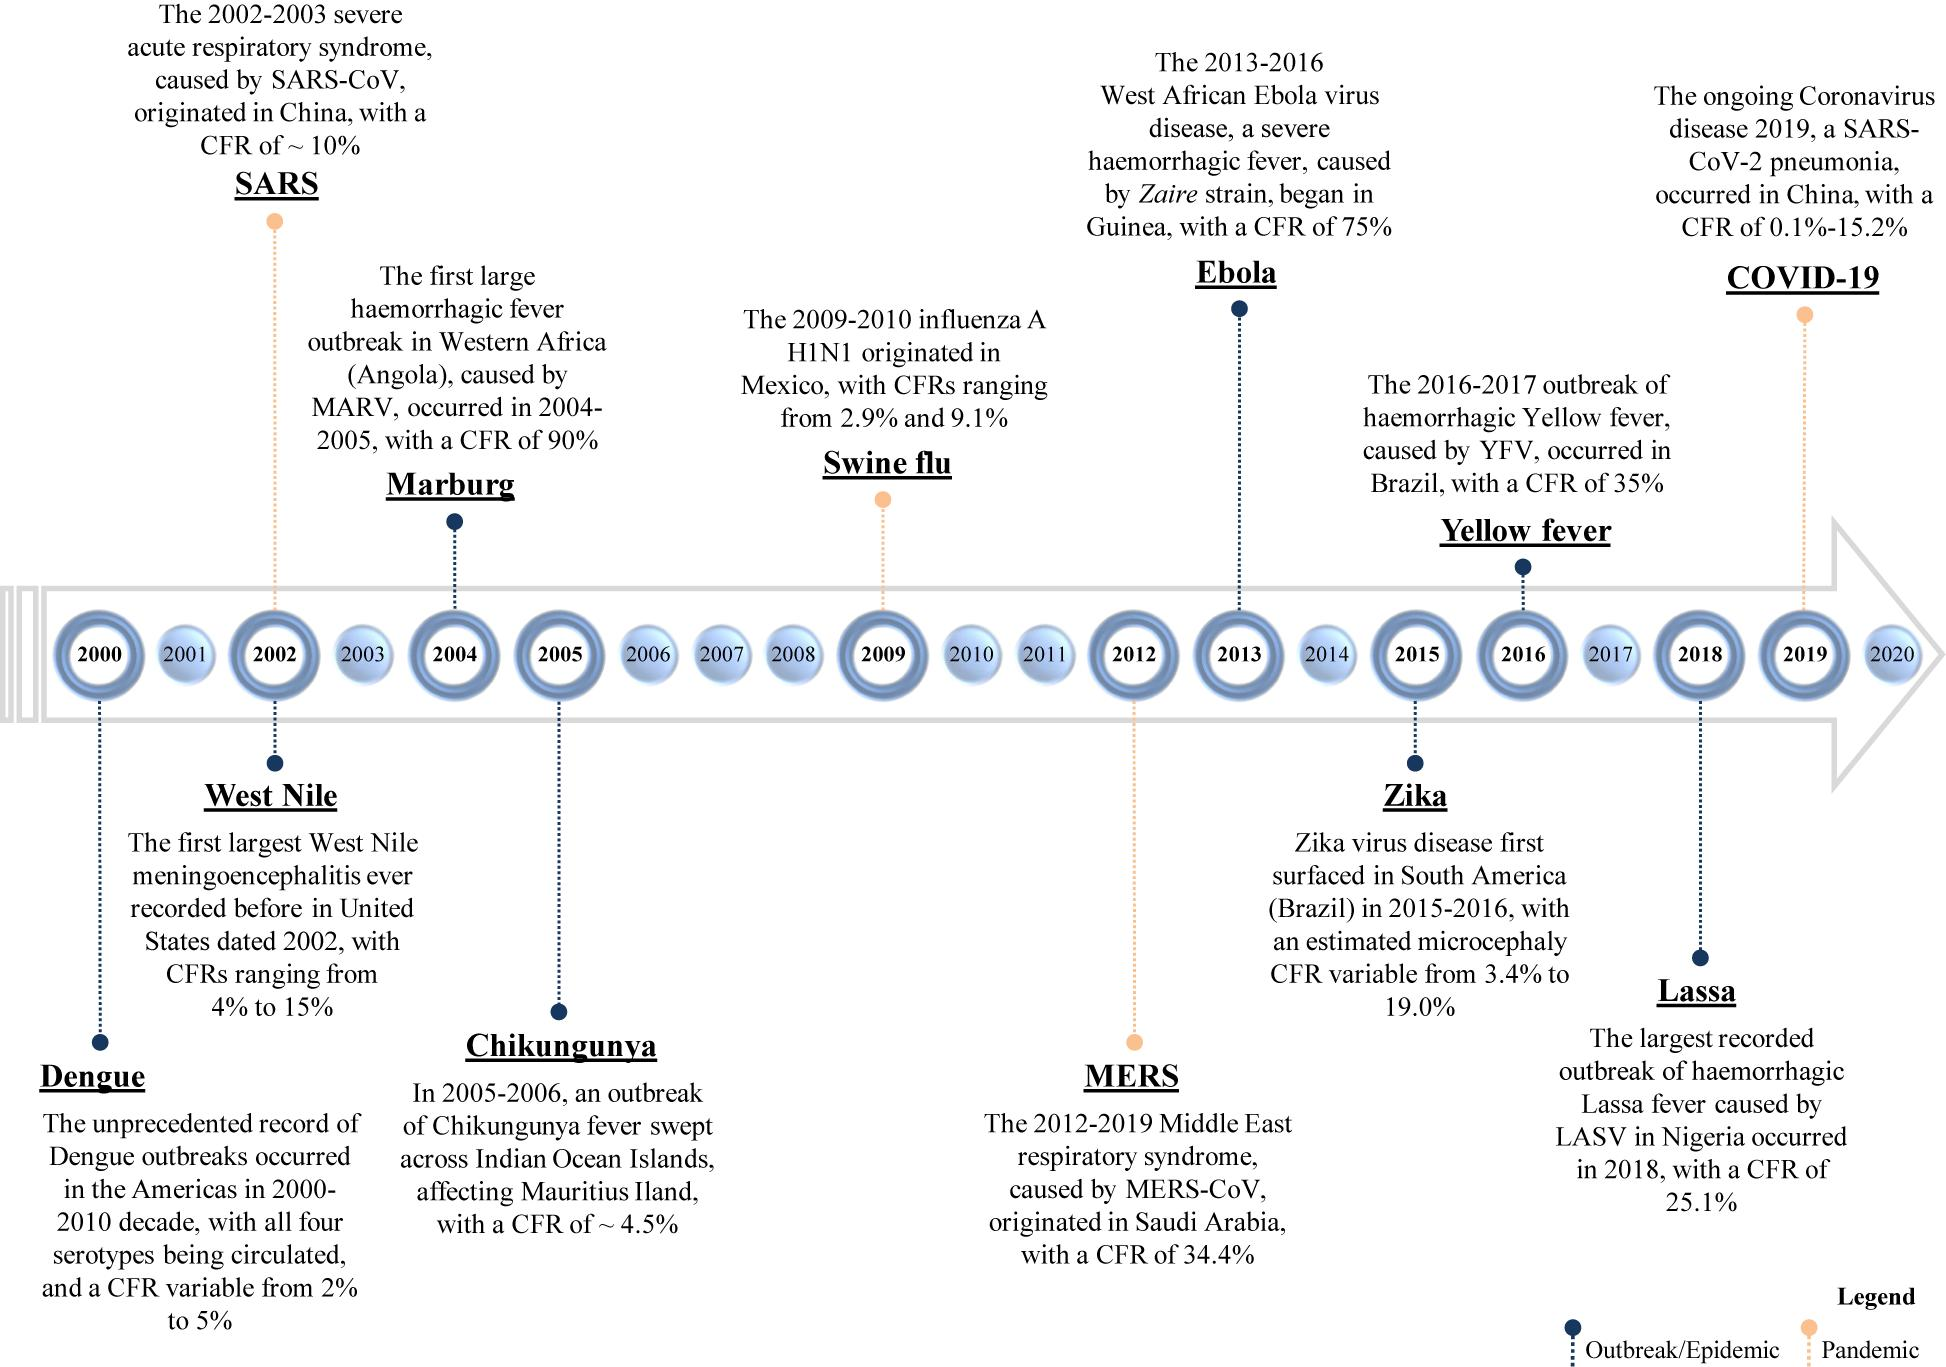 The 2002-2003 severe
acute respiratory syndrome,
caused by SARS-CoV,
originated in China, with a
CFR of ~ 10%
SARS
The first large
haemorrhagic fever
outbreak in Western Africa
(Angola), caused by
MARV, occurred in 2004-
2005, with a CFR of 90%
Marburg
The 2009-2010 influenza A
H1N1 originated in
Mexico, with CFRs ranging
from 2.9% and 9.1%
Swine flu
The 2013-2016
West African Ebola virus
disease, a severe
haemorrhagic fever, caused
by Zaire strain, began in
Guinea, with a CFR of 75%
Ebola
The 2016-2017 outbreak of
haemorrhagic Yellow fever,
caused by YFV, occurred in
Brazil, with a CFR of 35%
Yellow fever
The ongoing Coronavirus
disease 2019, a SARS-
CoV-2 pneumonia,
occurred in China, with a
CFR of 0.1%-15.2%
COVID-19
2000 2001 2002 2003 2004 2005 2006 2007 2008 2009 2010 2011 2012 2013 2014 2015 2016 2017 2018 2019 2020
Dengue
The unprecedented record of
Dengue outbreaks occurred
in the Americas in 2000-
2010 decade, with all four
serotypes being circulated,
and a CFR variable from 2%
to 5%
West Nile
The first largest West Nile
meningoencephalitis ever
recorded before in United
States dated 2002, with
CFRs ranging from
4% to 15%
Chikungunya
In 2005-2006, an outbreak
of Chikungunya fever swept
across Indian Ocean Islands,
affecting Mauritius Iland,
with a CFR of ~ 4.5%
MERS
The 2012-2019 Middle East
respiratory syndrome,
caused by MERS-CoV,
originated in Saudi Arabia,
with a CFR of 34.4%
Zika
Zika virus disease first
surfaced in South America
(Brazil) in 2015-2016, with
an estimated microcephaly
CFR variable from 3.4% to
19.0%
Lassa
The largest recorded
outbreak of haemorrhagic
Lassa fever caused by
LASV in Nigeria occurred
in 2018, with a CFR of
25.1%
Legend
Outbreak/Epidemic
Pandemic